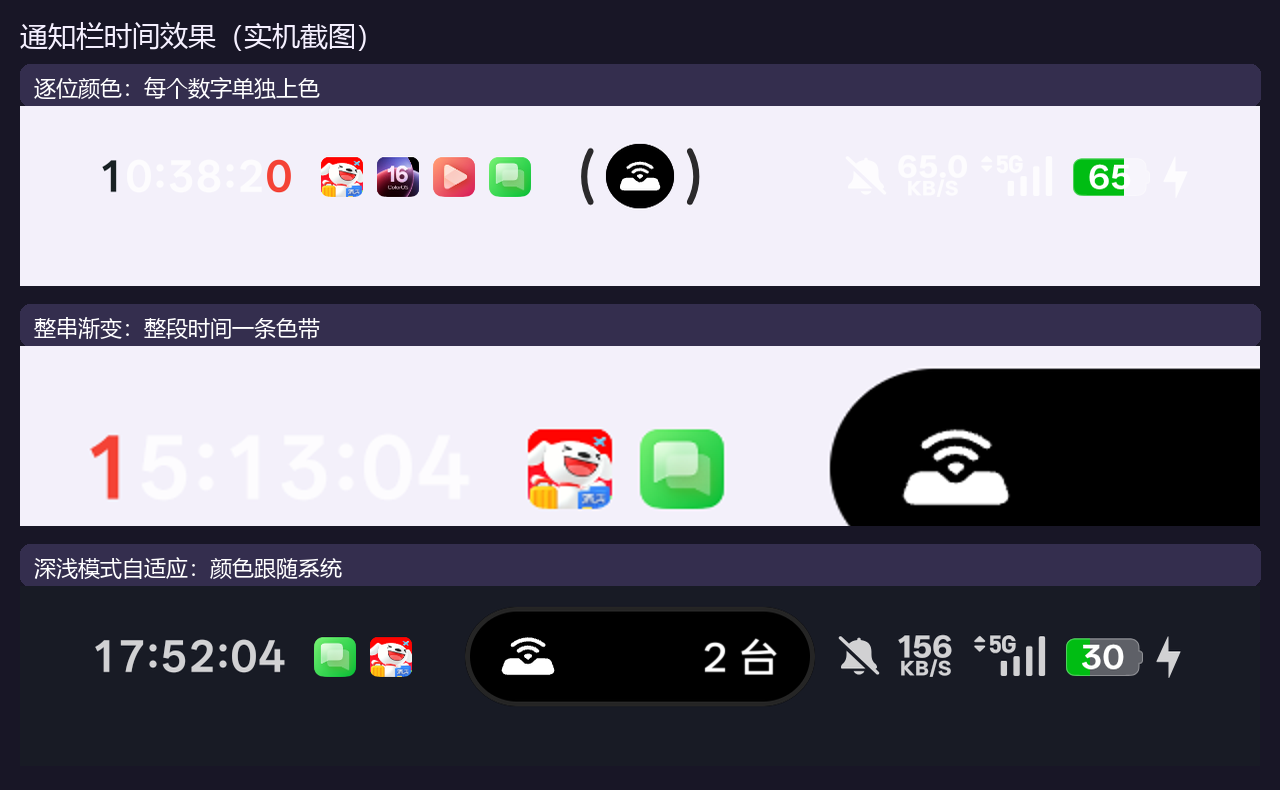 通知栏时间效果（实机截图）
逐位颜色：每个数字单独上色
10:38:20
16
ColorOS
65.0
KB/S
5G
65
整串渐变：整段时间一条色带
15:13:04
深浅模式自适应：颜色跟随系统
17:52:04
2 台
156
KB/S
5G
30